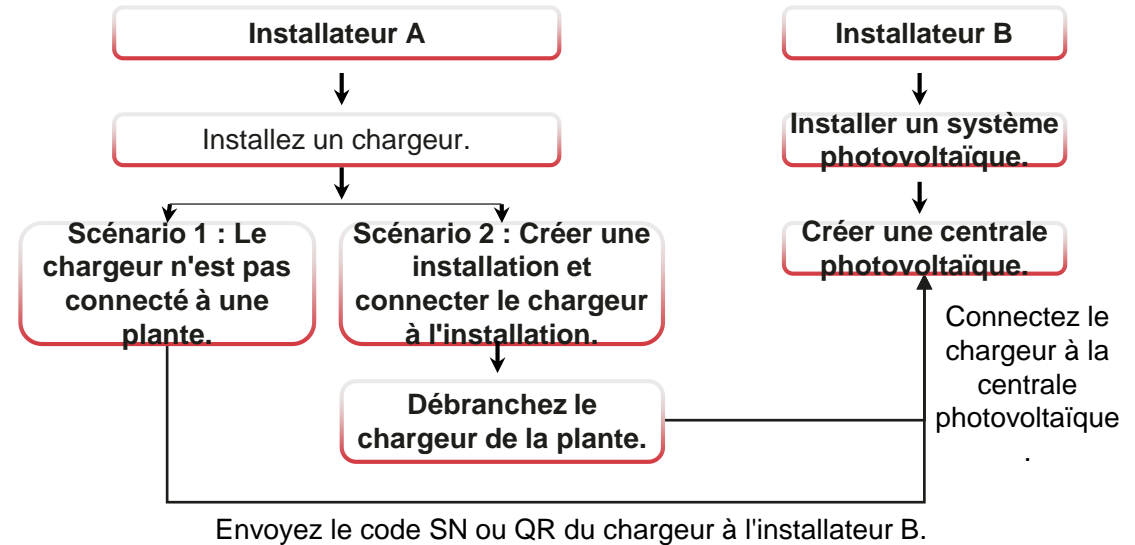 Installateur A
Installateur B
Installez un chargeur.
Installer un système
photovoltaïque.
Scénario 1 : Le
chargeur n'est pas
connecté à une
plante.
Scénario 2 : Créer une
installation et
connecter le chargeur
à l'installation.
Créer une centrale
photovoltaïque.
Débranchez le
chargeur de la plante.
Connectez le
chargeur à la
centrale
photovoltaïque
.
Envoyez le code SN ou QR du chargeur à l'installateur B.